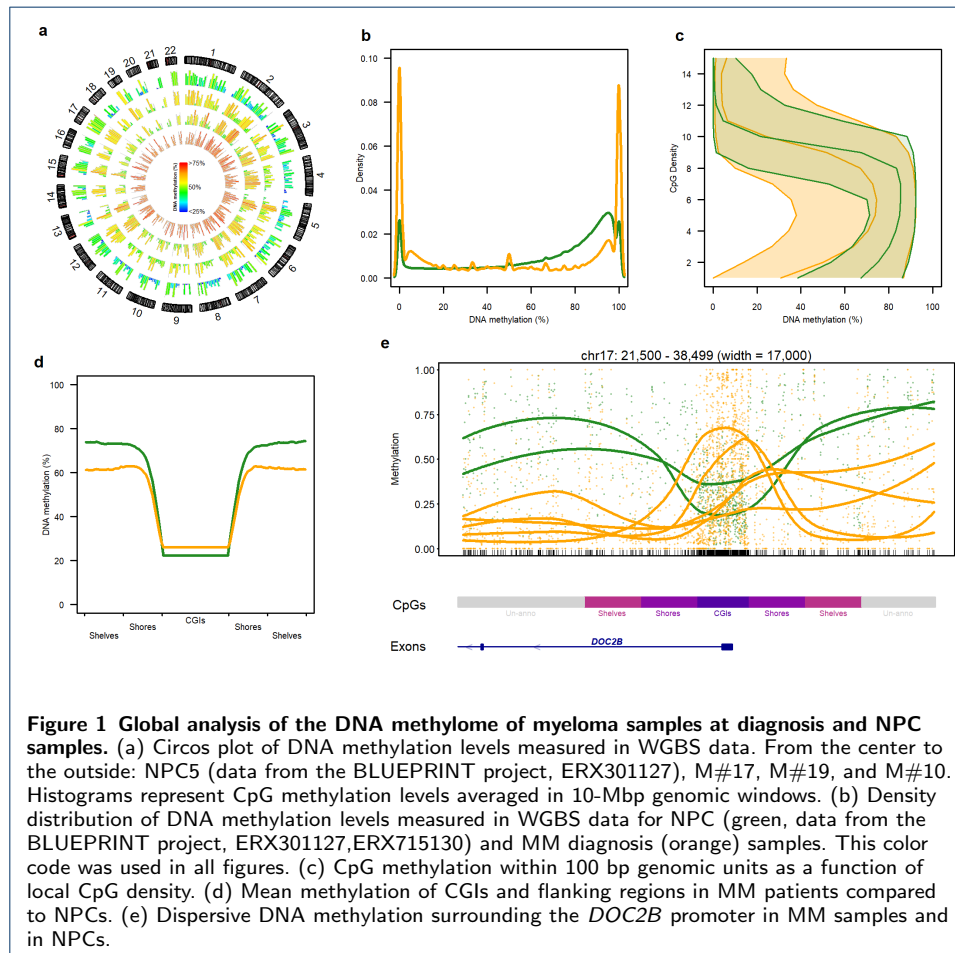 a
1
2
3
4
5
6
7
8
9
10
11
12
13
14
15
16
17
18
19
20
21
22
DNA methylation (%)
>75%
50%
<25%
b
Density
0.10
0.08
0.06
0.04
0.02
0.00
0 20 40 60 80 100
DNA methylation (%)
c
CpG Density
14
12
10
8
6
4
2
0 20 40 60 80 100
DNA methylation (%)
d
DNA methylation (%)
100
80
60
40
20
0
Shelves Shores CGIs Shores Shelves
e
chr17: 21,500 - 38,499 (width = 17,000)
Methylation
1.00
0.75
0.50
0.25
0.00
CpGs
Un-anno Shelves Shores CGIs Shores Shelves Un-anno
Exons
DOC2B
Figure 1 Global analysis of the DNA methylome of myeloma samples at diagnosis and NPC
samples. (a) Circos plot of DNA methylation levels measured in WGBS data. From the center to
the outside: NPC5 (data from the BLUEPRINT project, ERX301127), M#17, M#19, and M#10.
Histograms represent CpG methylation levels averaged in 10-Mbp genomic windows. (b) Density
distribution of DNA methylation levels measured in WGBS data for NPC (green, data from the
BLUEPRINT project, ERX301127,ERX715130) and MM diagnosis (orange) samples. This color
code was used in all figures. (c) CpG methylation within 100 bp genomic units as a function of
local CpG density. (d) Mean methylation of CGIs and flanking regions in MM patients compared
to NPCs. (e) Dispersive DNA methylation surrounding the DOC2B promoter in MM samples and
in NPCs.